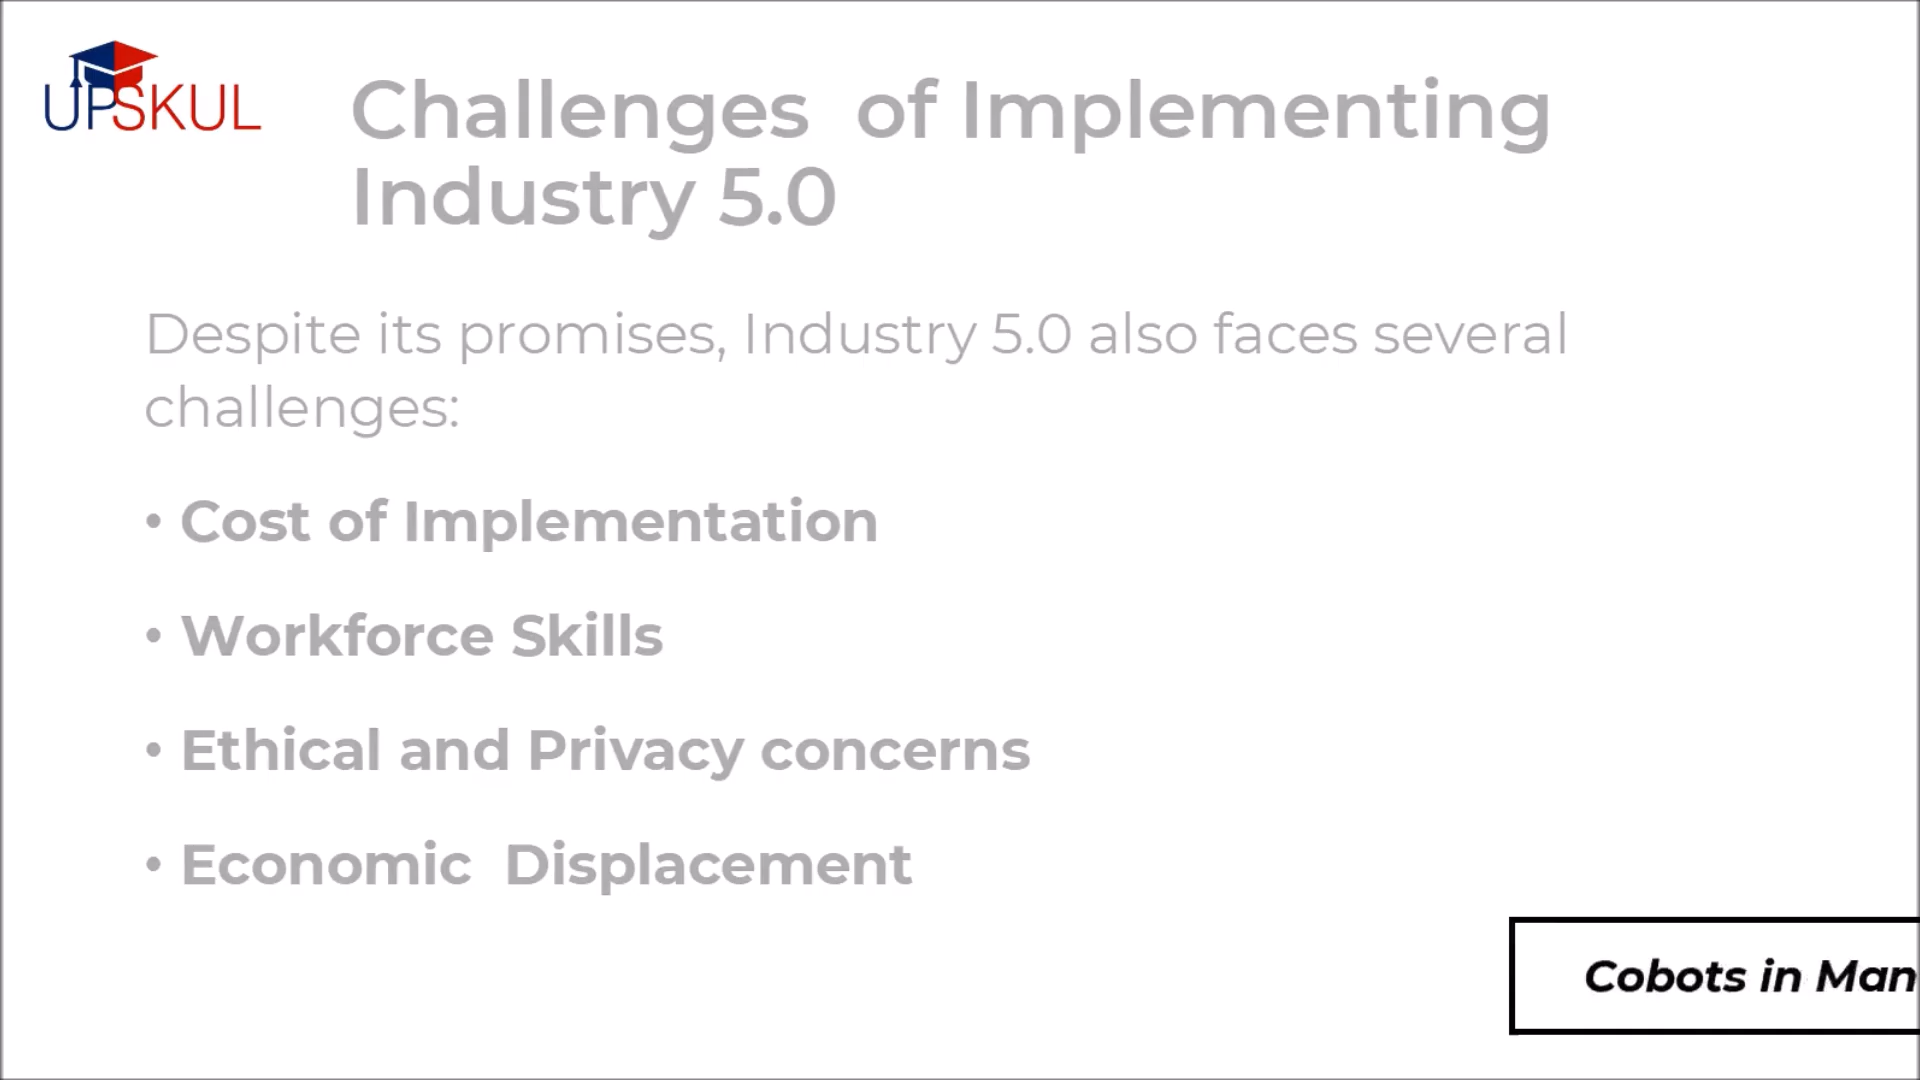 UPSKUL
Challenges of Implementing
Industry 5.0
Despite its promises, Industry 5.0 also faces several
challenges:
• Cost of Implementation
• Workforce Skills
• Ethical and Privacy concerns
• Economic Displacement
Cobots in Man